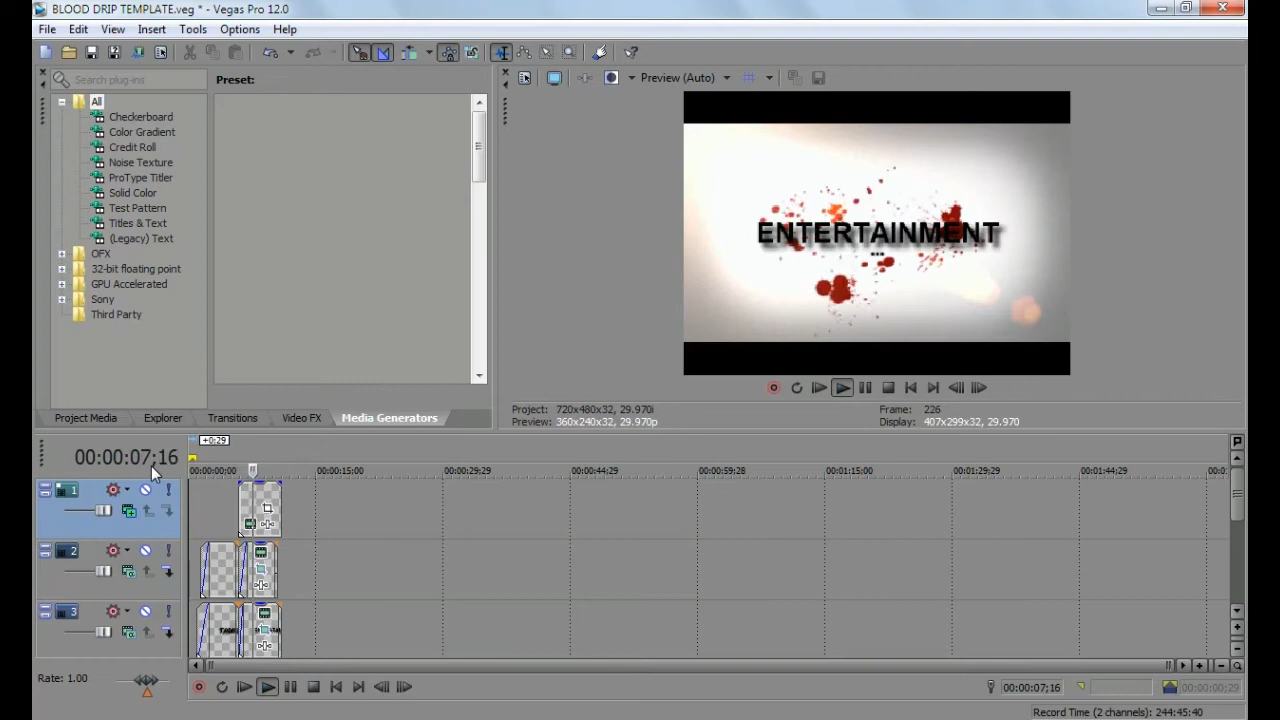 BLOOD DRIP TEMPLATE.veg * - Vegas Pro 12.0
File Edit View Insert Tools Options Help
Search plug-ins
Preset:
Preview (Auto)
All
Checkerboard
Color Gradient
Credit Roll
Noise Texture
ProType Titler
Solid Color
Test Pattern
Titles & Text
(Legacy) Text
OFX
32-bit floating point
GPU Accelerated
Sony
Third Party
ENTERTAINMENT
...
Project Media Explorer Transitions Video FX Media Generators
Project: 720x480x32, 29.970i
Frame: 226
Preview: 360x240x32, 29.970p
Display: 407x299x32, 29.970
+0:29
00:00:07;16
00:00:00;00 00:00:15;00 00:00:29;29 00:00:44;29 00:00:59;28 00:01:15;00 00:01:29;29 00:01:44;29
1
2
3
Rate: 1.00
00:00:07;16
00:00:00;29
Record Time (2 channels): 244:45:40